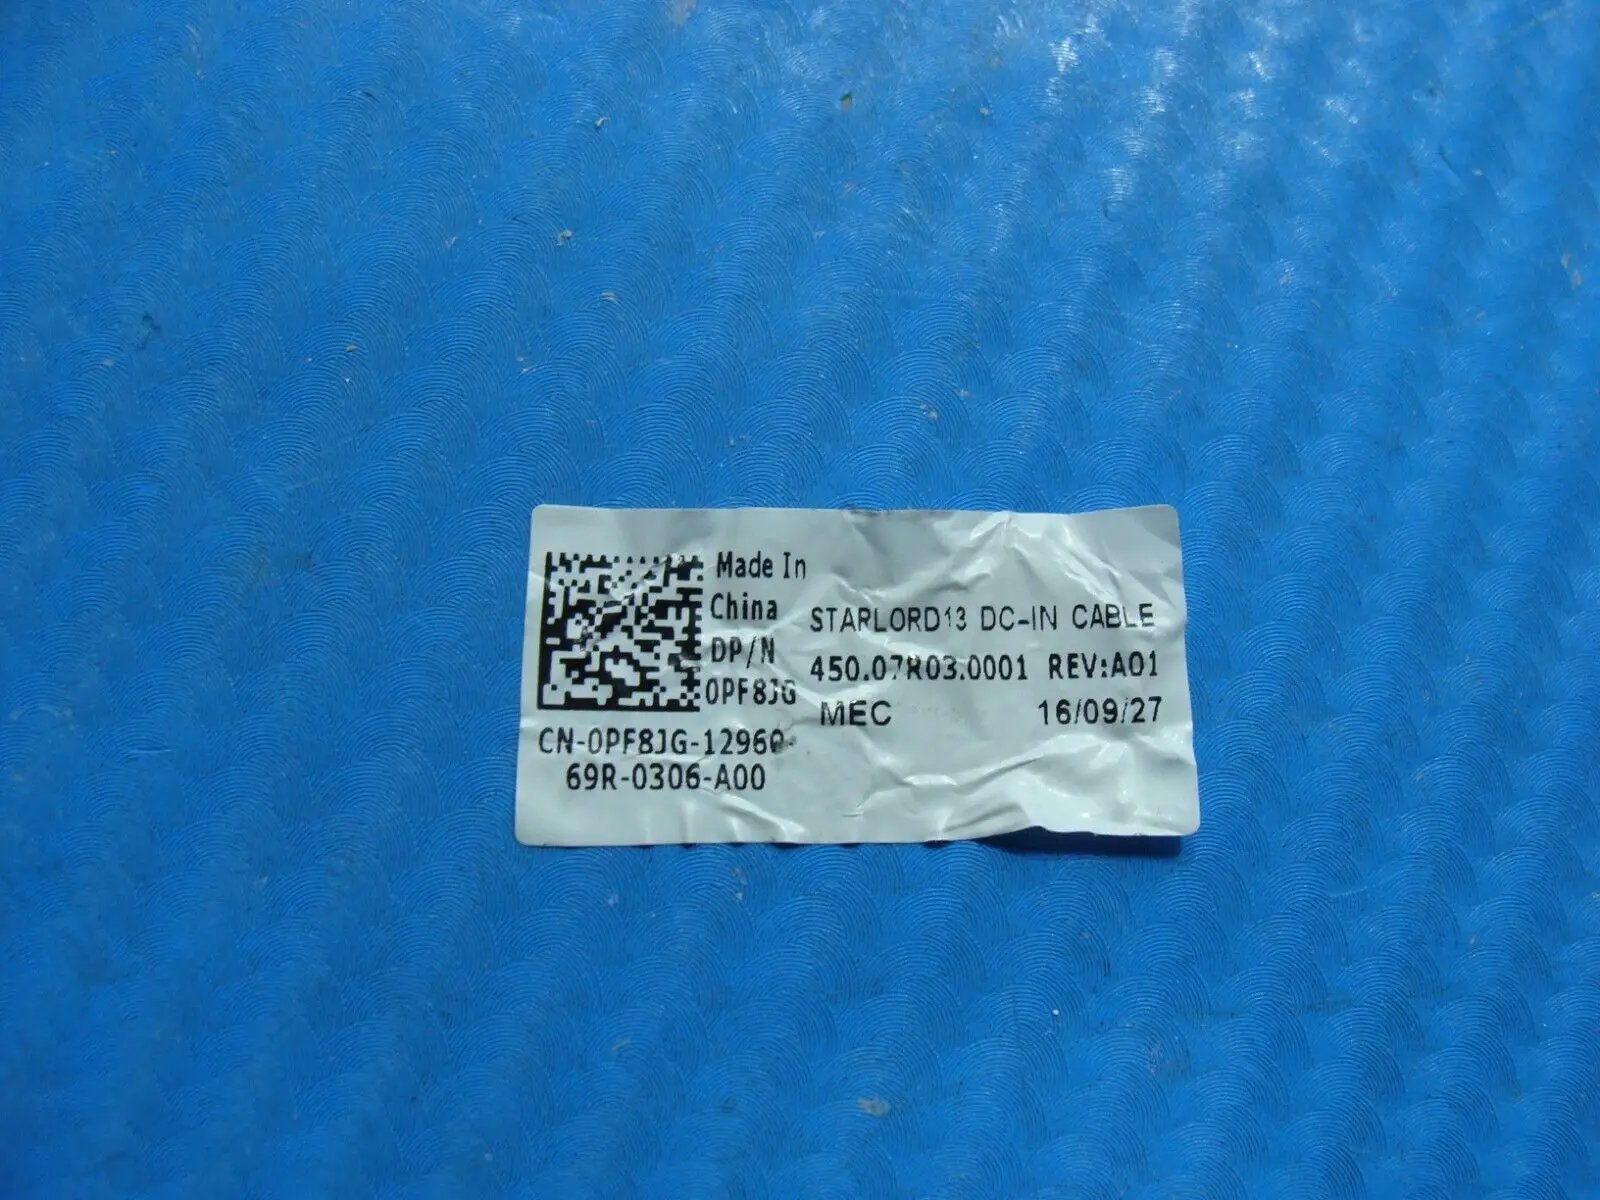 Made In
China
DP/N
0PF8JG
CN-0PF8JG-12960-
69R-0306-A00
STARLORD13 DC-IN CABLE
450.07R03.0001 REV:A01
MEC 16/09/27